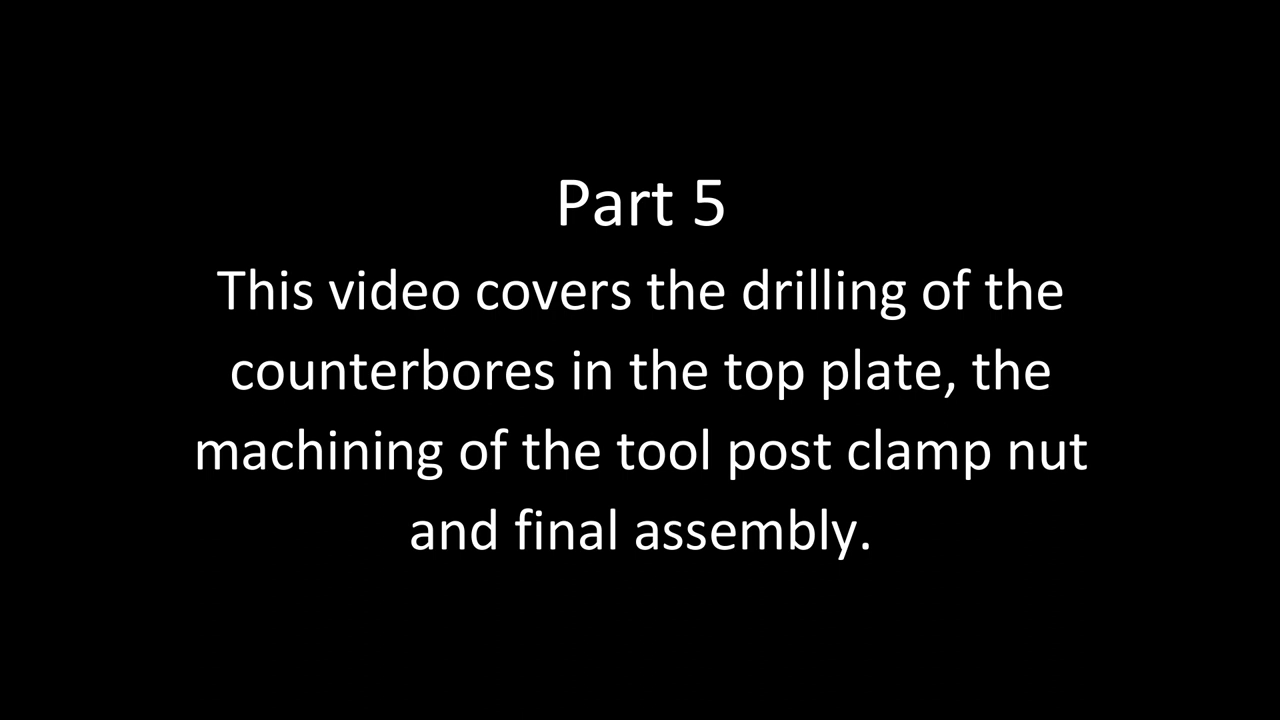 Part 5
This video covers the drilling of the
counterbores in the top plate, the
machining of the tool post clamp nut
and final assembly.